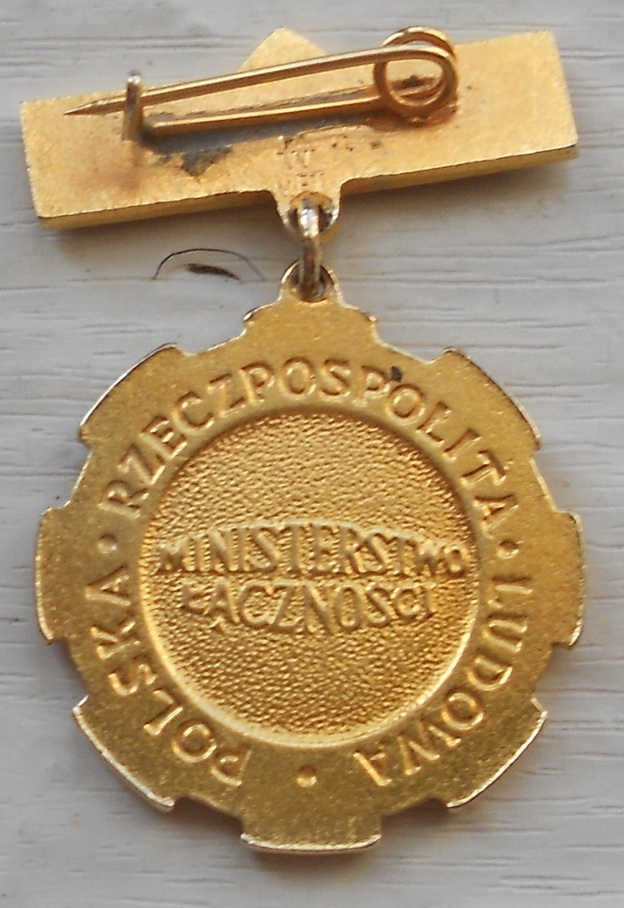 POLSKA • RZECZPOSPOLITA • LUDOWA •
MINISTERSTWO
ŁĄCZNOŚCI